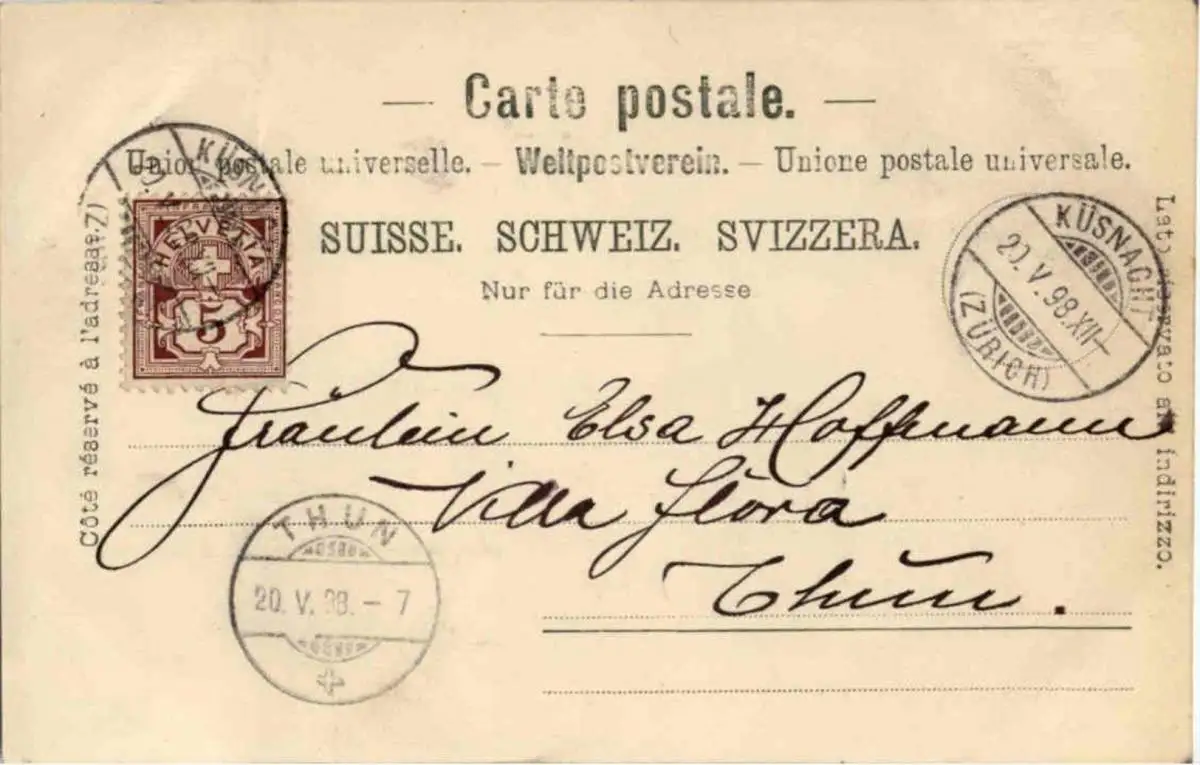 — Carte postale. —
Union postale universelle. — Weltpostverein. — Unione postale universale.
SUISSE. SCHWEIZ. SVIZZERA.
Nur für die Adresse
Côté réservé à l'adresse.
Lato riservato all indirizzo.
KÜSN
HELVETIA
5
KÜSNACHT
20. V. 98. XII—
(ZÜRICH)
Fräulein Elsa Hoffmann
Villa Flora
Thun.
THUN
20. V. 98. – 7